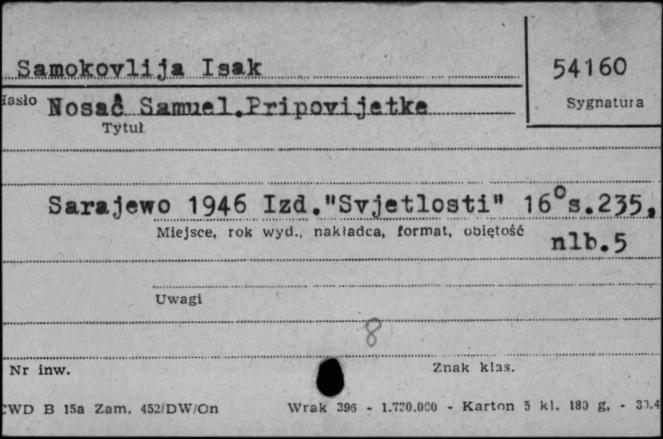 Samokovlija Isak
54160
Hasło Nosač Samuel.Pripovijetke
Sygnatura
Tytuł
Sarajewo 1946 Izd."Svjetlosti" 16°s.235,
Miejsce, rok wyd., nakładca, format, objętość
nlb.5
Uwagi
8
Nr inw.
Znak klas.
CWD B 15a Zam. 452/DW/On Wrak 396 - 1.720.000 - Karton 5 kl. 180 g. - 30.4